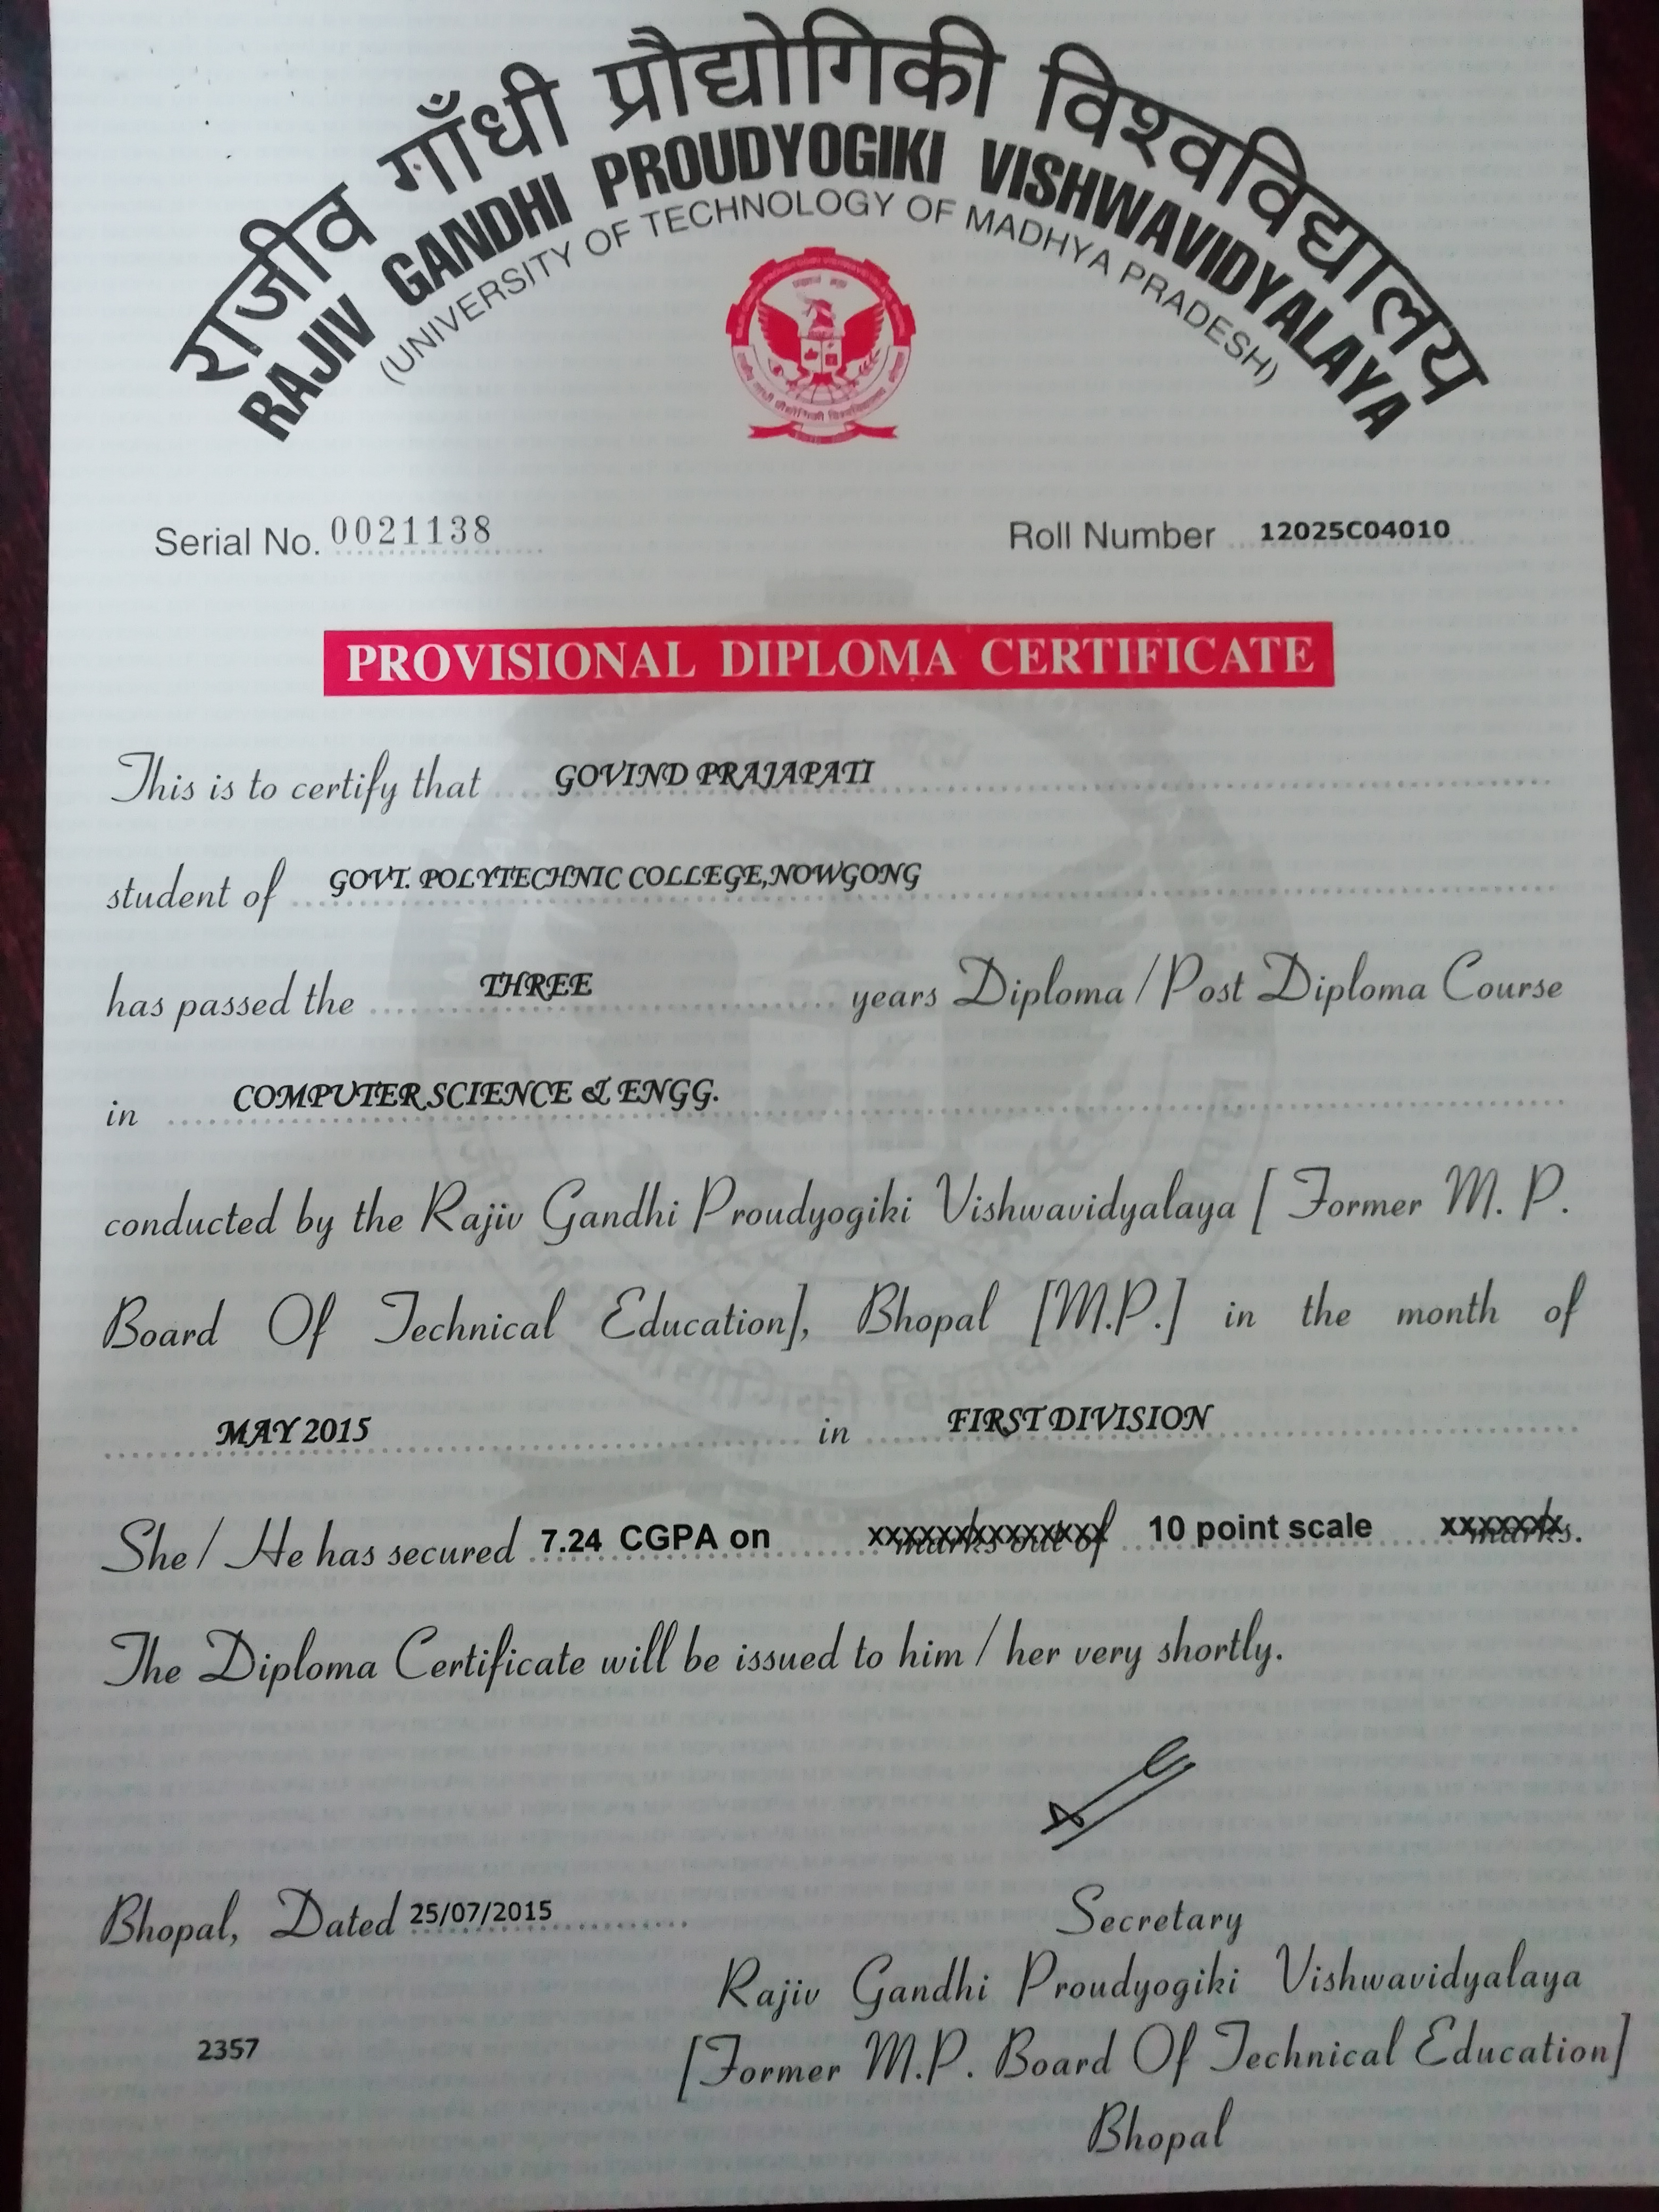 राजीव गाँधी प्रौद्योगिकी विश्वविद्यालय
RAJIV GANDHI PROUDYOGIKI VISHWAVIDYALAYA
(UNIVERSITY OF TECHNOLOGY OF MADHYA PRADESH)
Serial No. 0021138 Roll Number 12025C04010
PROVISIONAL DIPLOMA CERTIFICATE
This is to certify that GOVIND PRAJAPATI
student of GOVT. POLYTECHNIC COLLEGE,NOWGONG
has passed the THREE years Diploma / Post Diploma Course
in COMPUTER SCIENCE & ENGG.
conducted by the Rajiv Gandhi Proudyogiki Vishwavidyalaya [ Former M. P.
Board Of Technical Education], Bhopal [M.P.] in the month of
MAY 2015 in FIRST DIVISION
She / He has secured 7.24 CGPA on marks out of 10 point scale marks.
The Diploma Certificate will be issued to him / her very shortly.
Bhopal, Dated 25/07/2015
Secretary
Rajiv Gandhi Proudyogiki Vishwavidyalaya
2357
[Former M.P. Board Of Technical Education]
Bhopal